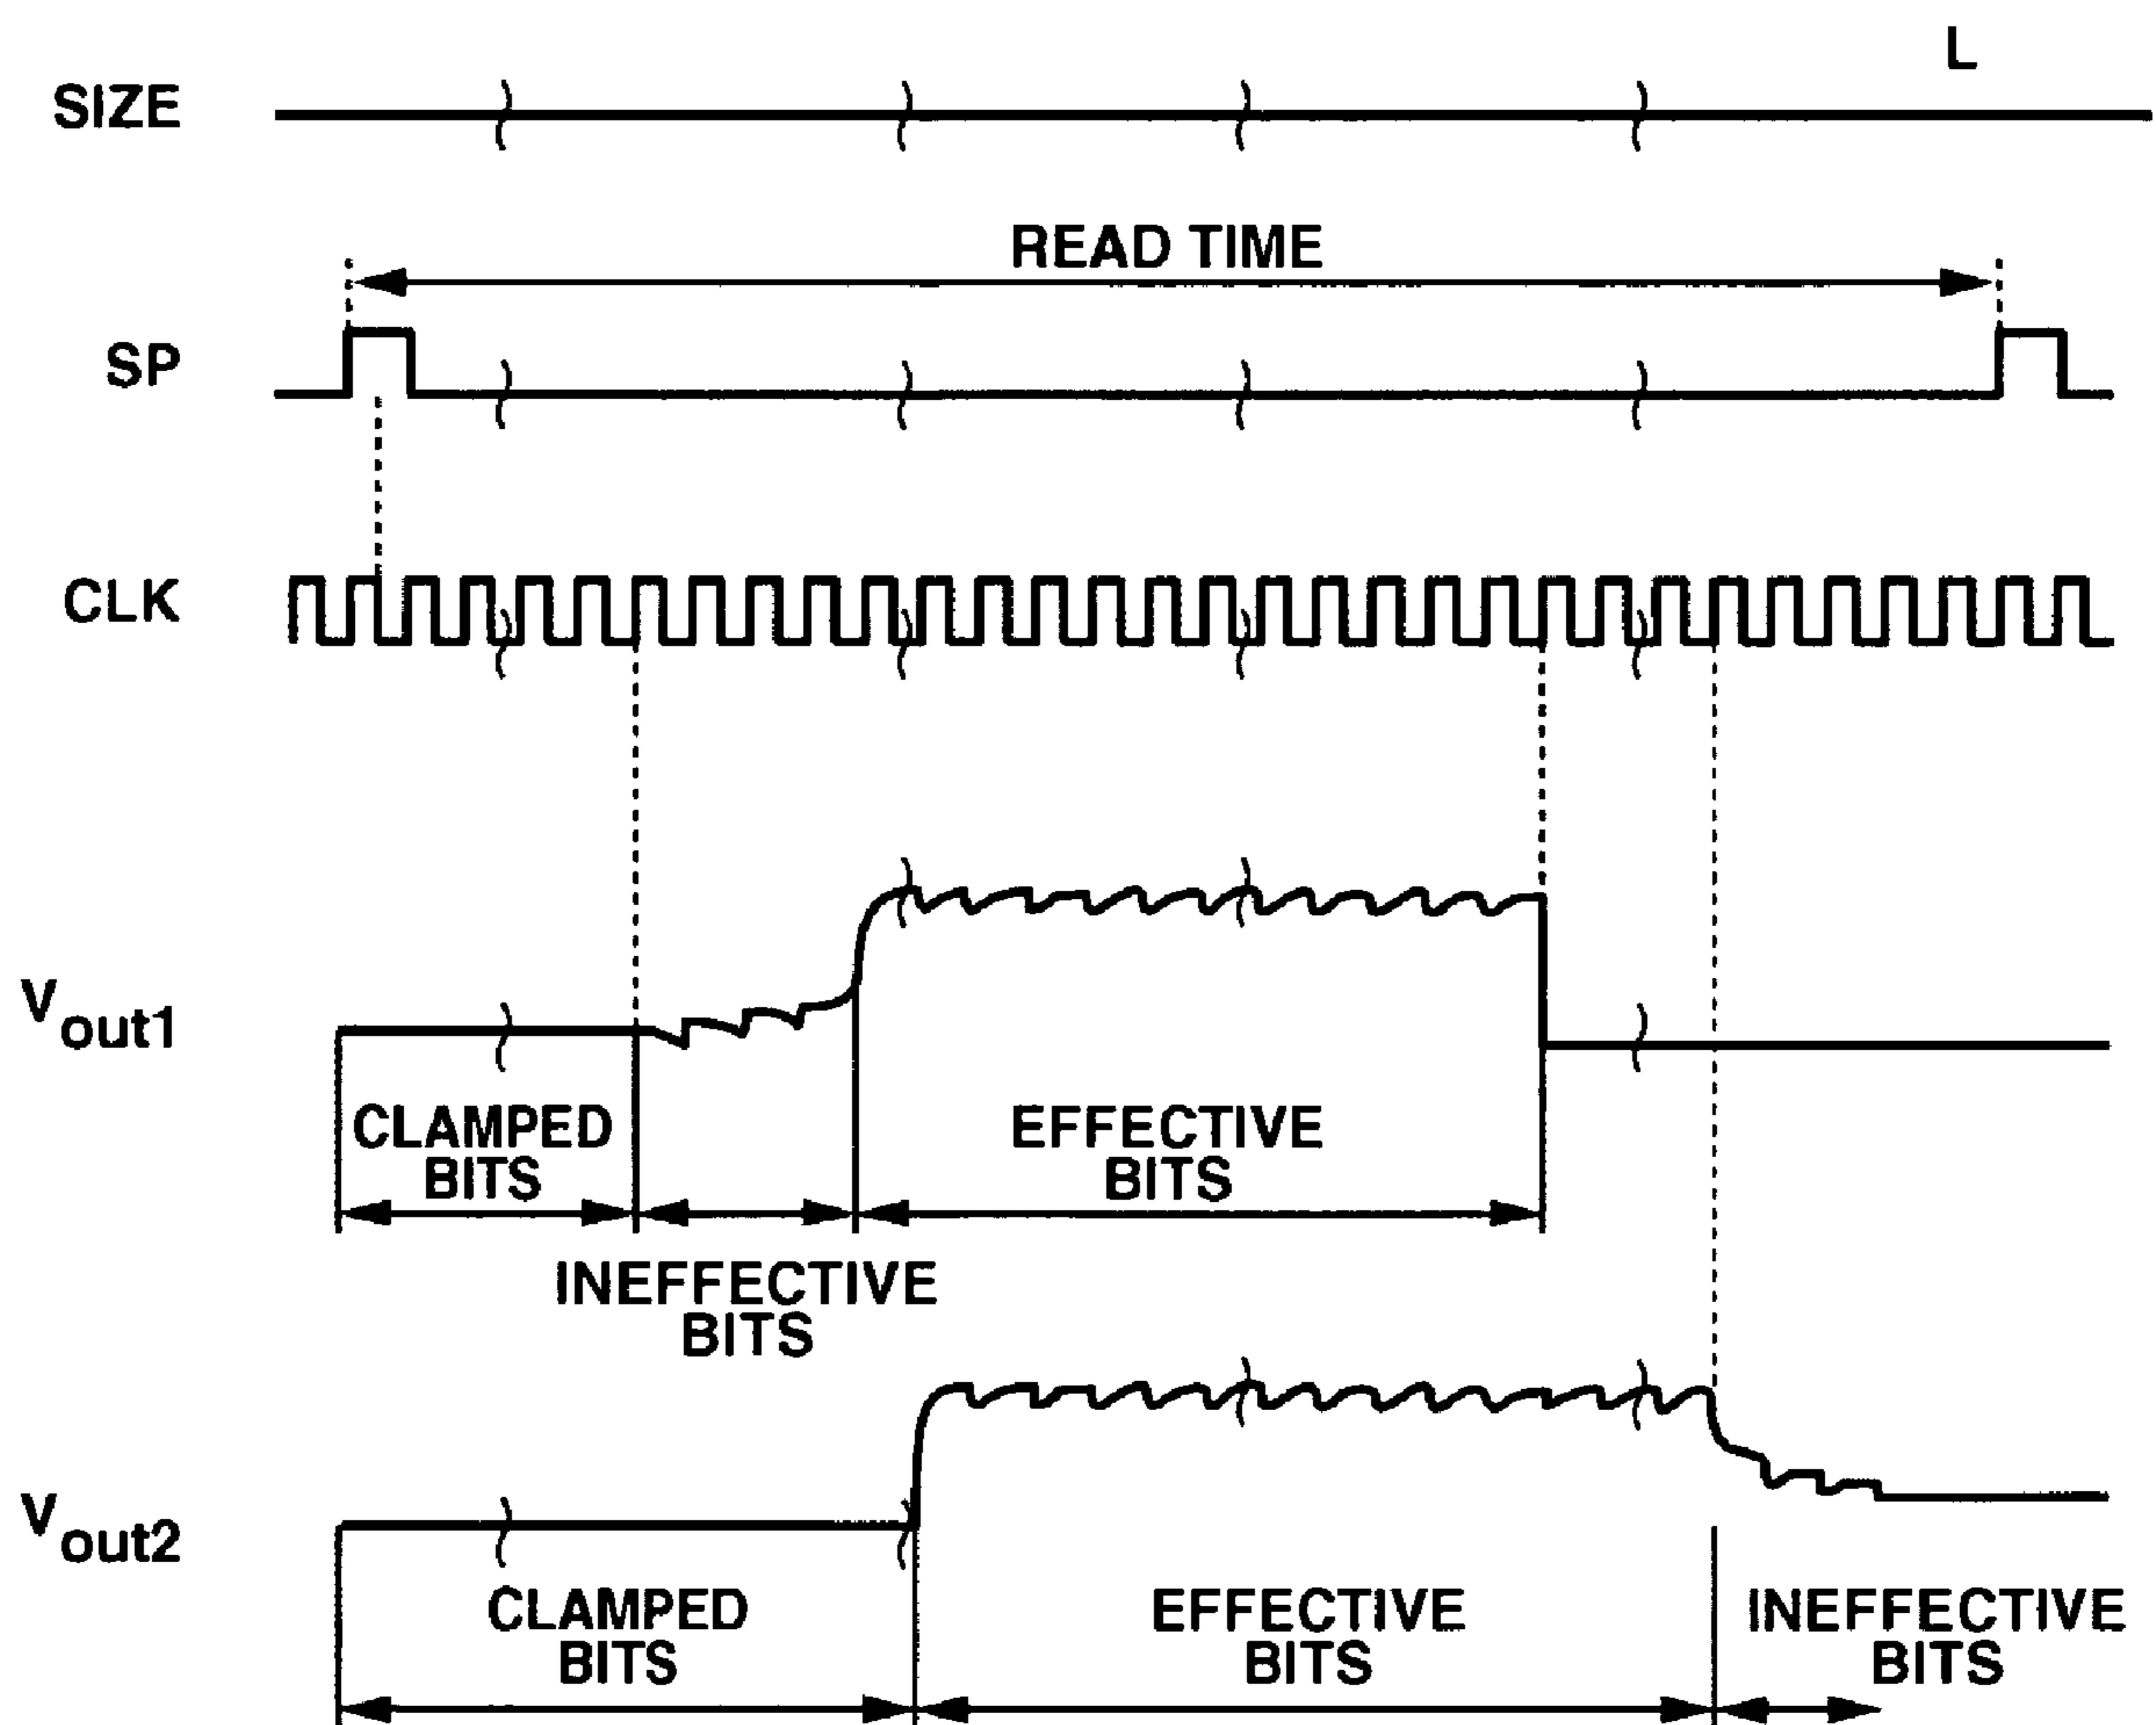 L
SIZE
READ TIME
SP
CLK
Vout1
CLAMPED
BITS
EFFECTIVE
BITS
INEFFECTIVE
BITS
Vout2
CLAMPED
BITS
EFFECTIVE
BITS
INEFFECTIVE
BITS